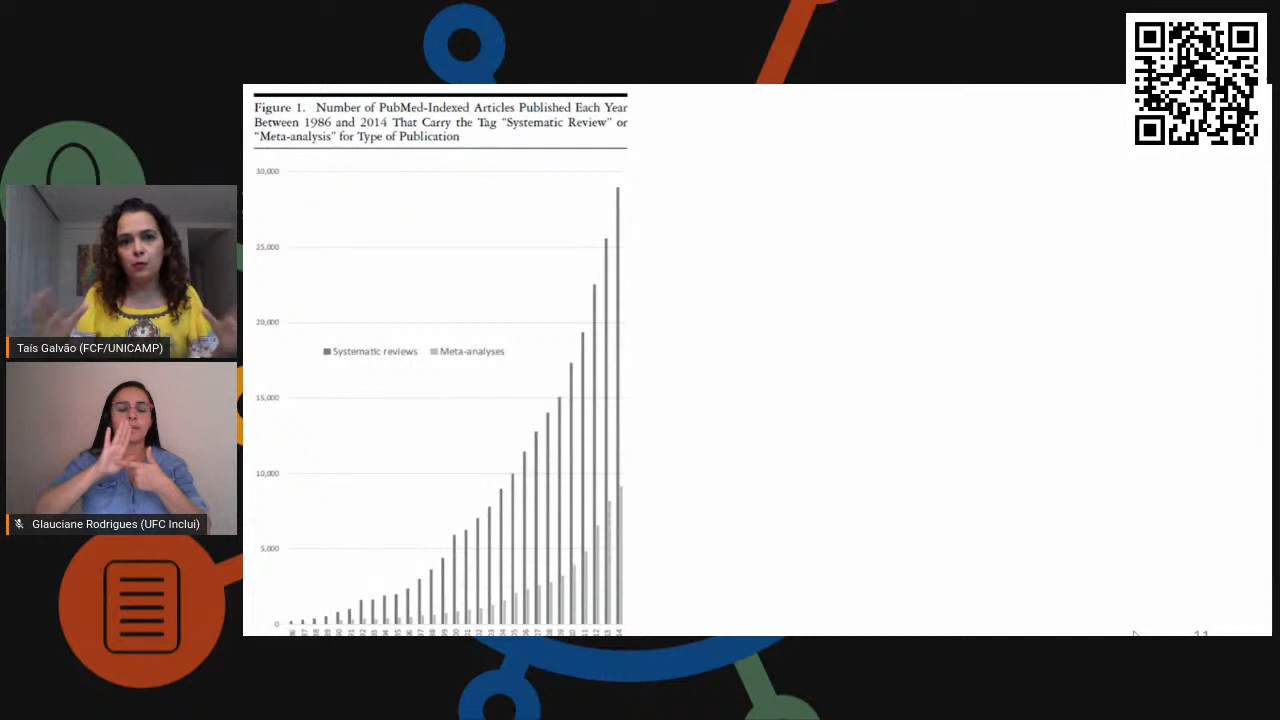 Figure 1. Number of PubMed-Indexed Articles Published Each Year
Between 1986 and 2014 That Carry the Tag “Systematic Review” or
“Meta-analysis” for Type of Publication
30,000
25,000
20,000
Systematic reviews Meta-analyses
15,000
10,000
5,000
0
Taís Galvão (FCF/UNICAMP)
Glauciane Rodrigues (UFC Inclui)